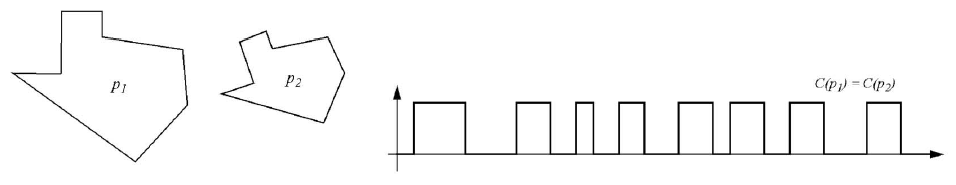 p1
p2
C(p1) = C(p2)